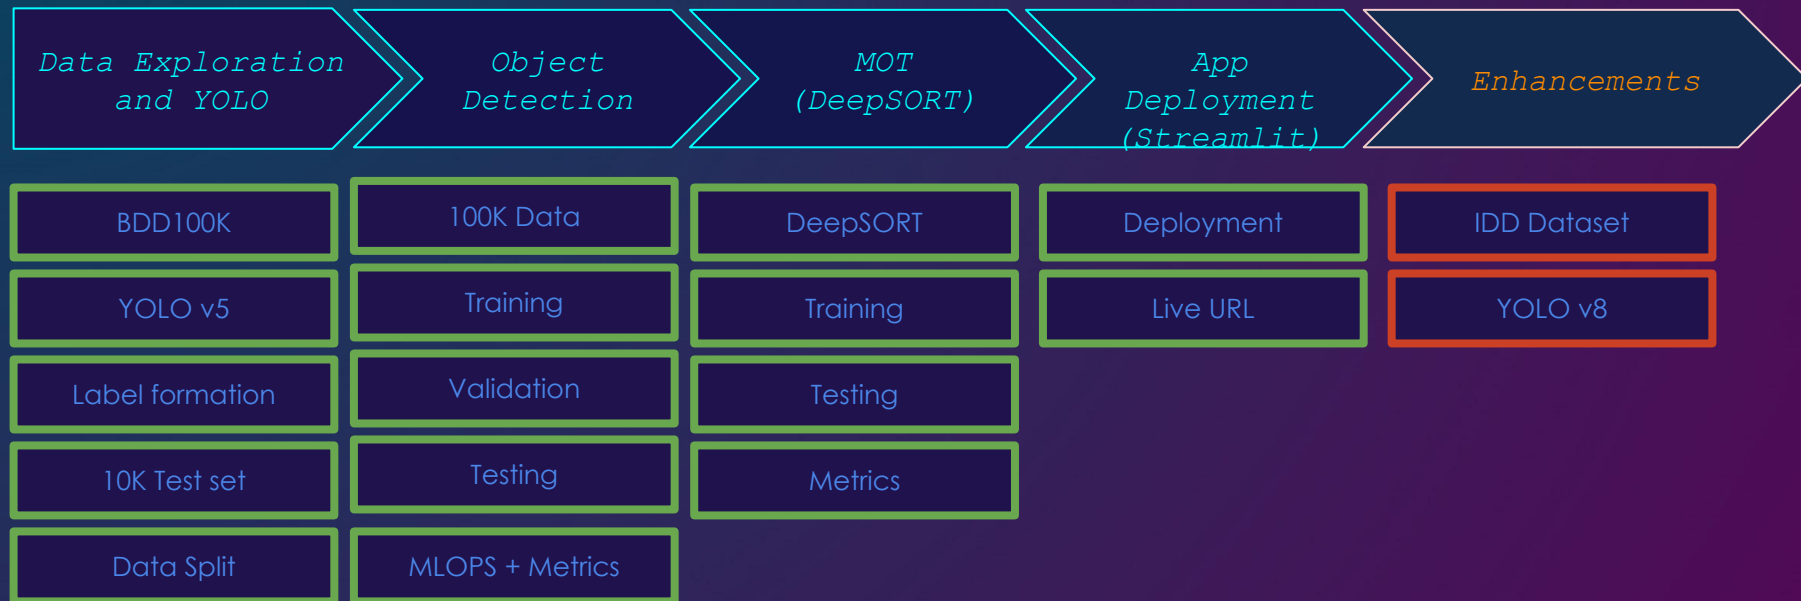 Data Exploration
and YOLO
Object
Detection
MOT
(DeepSORT)
App
Deployment
(Streamlit)
Enhancements
BDD100K
YOLO v5
Label formation
10K Test set
Data Split
100K Data
Training
Validation
Testing
MLOPS + Metrics
DeepSORT
Training
Testing
Metrics
Deployment
Live URL
IDD Dataset
YOLO v8